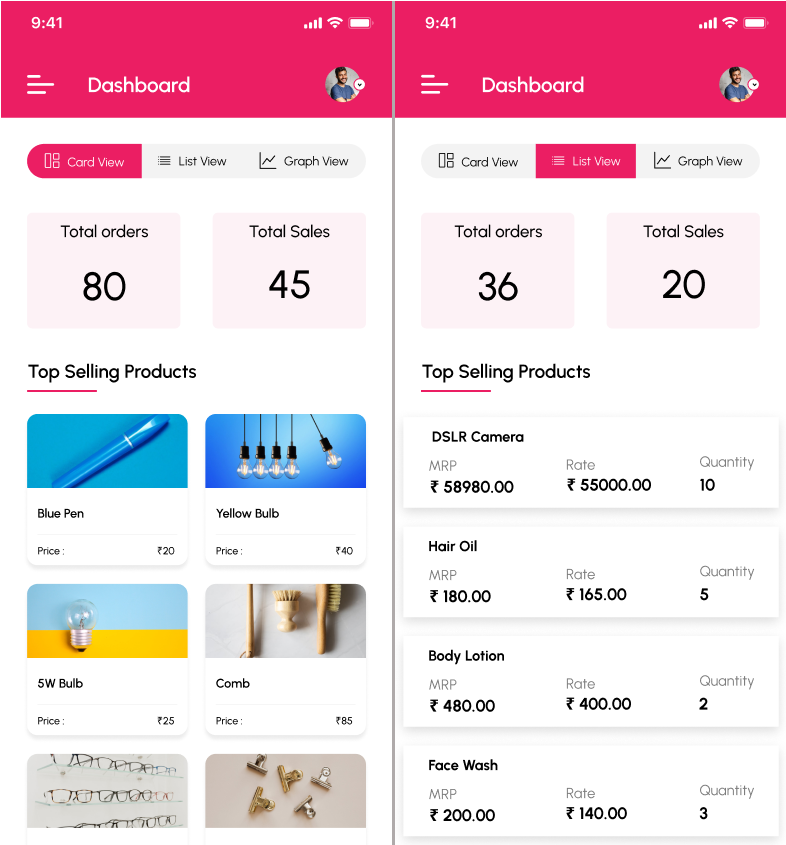 9:41
Dashboard
Card View List View Graph View
Total orders Total Sales
80 45
Top Selling Products
Blue Pen Yellow Bulb
Price : ₹20 Price : ₹40
5W Bulb Comb
Price : ₹25 Price : ₹85
9:41
Dashboard
Card View List View Graph View
Total orders Total Sales
36 20
Top Selling Products
DSLR Camera
MRP Rate Quantity
₹ 58980.00 ₹ 55000.00 10
Hair Oil
MRP Rate Quantity
₹ 180.00 ₹ 165.00 5
Body Lotion
MRP Rate Quantity
₹ 480.00 ₹ 400.00 2
Face Wash
MRP Rate Quantity
₹ 200.00 ₹ 140.00 3